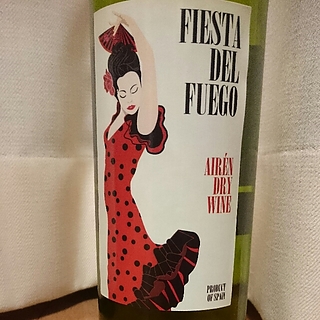 FIESTA
DEL
FUEGO
AIRÉN
DRY
WINE
PRODUCT
OF SPAIN